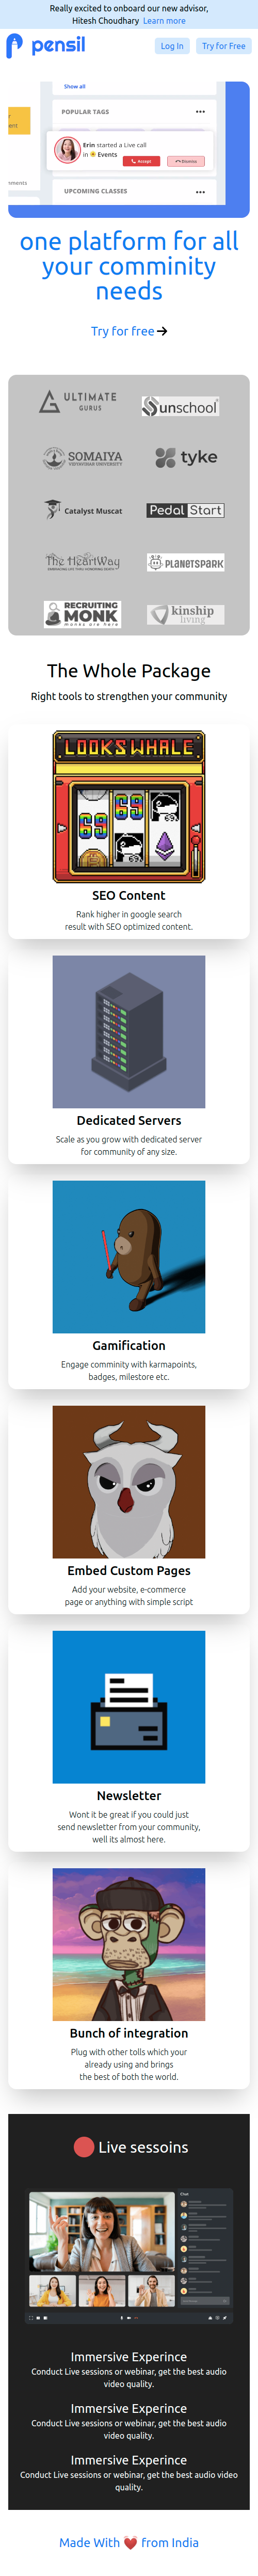 Really excited to onboard our new advisor,
Hitesh Choudhary Learn more
pensil
Log In
Try for Free
Show all
POPULAR TAGS
Erin started a Live call
in Events
Accept
Dismiss
UPCOMING CLASSES
one platform for all
your comminity
needs
Try for free
ULTIMATE
GURUS
unschool
SOMAIYA
VIDYAVIHAR UNIVERSITY
tyke
Catalyst Muscat
Pedal Start
The HeartWay
PLANETSPARK
RECRUITING
MONK
monks are here
kinship
living
The Whole Package
Right tools to strengthen your community
LOOKSWHALE
69
69
SEO Content
Rank higher in google search
result with SEO optimized content.
Dedicated Servers
Scale as you grow with dedicated server
for community of any size.
Gamification
Engage comminity with karmapoints,
badges, milestore etc.
Embed Custom Pages
Add your website, e-commerce
page or anything with simple script
Newsletter
Wont it be great if you could just
send newsletter from your community,
well its almost here.
Bunch of integration
Plug with other tolls which your
already using and brings
the best of both the world.
Live sessoins
Chat
Immersive Experince
Conduct Live sessions or webinar, get the best audio
video quality.
Immersive Experince
Conduct Live sessions or webinar, get the best audio
video quality.
Immersive Experince
Conduct Live sessions or webinar, get the best audio video
quality.
Made With ❤️ from India